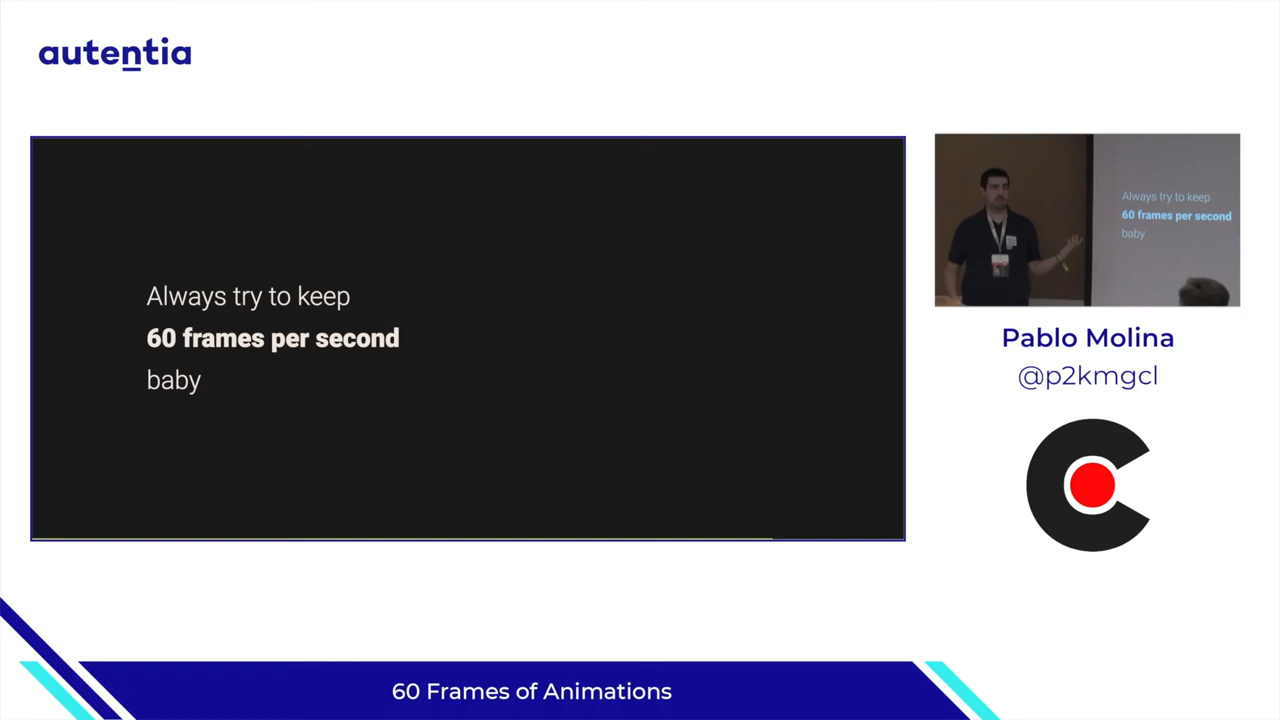 autentia
Always try to keep
60 frames per second
baby
Always try to keep
60 frames per second
baby
Pablo Molina
@p2kmgcl
60 Frames of Animations